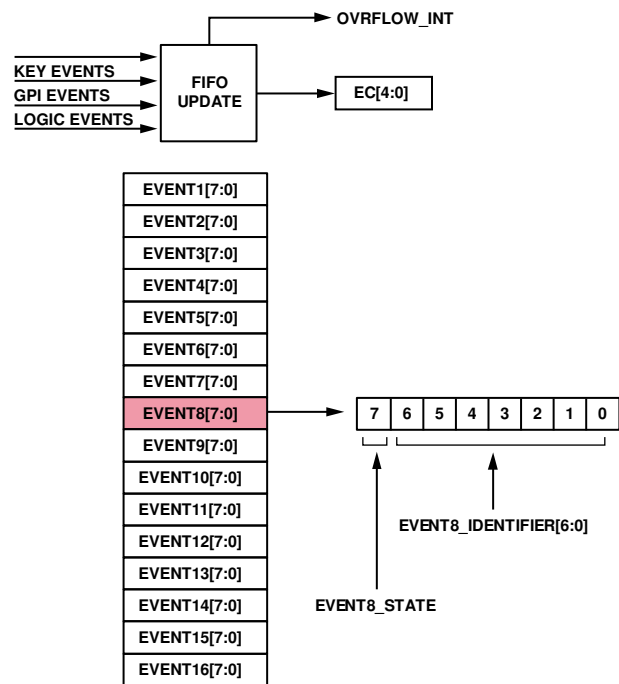 OVRFLOW_INT
KEY EVENTS
GPI EVENTS
LOGIC EVENTS
FIFO
UPDATE
EC[4:0]
EVENT1[7:0]
EVENT2[7:0]
EVENT3[7:0]
EVENT4[7:0]
EVENT5[7:0]
EVENT6[7:0]
EVENT7[7:0]
EVENT8[7:0]
7 6 5 4 3 2 1 0
EVENT9[7:0]
EVENT10[7:0]
EVENT11[7:0]
EVENT8_IDENTIFIER[6:0]
EVENT12[7:0]
EVENT13[7:0]
EVENT14[7:0]
EVENT8_STATE
EVENT15[7:0]
EVENT16[7:0]